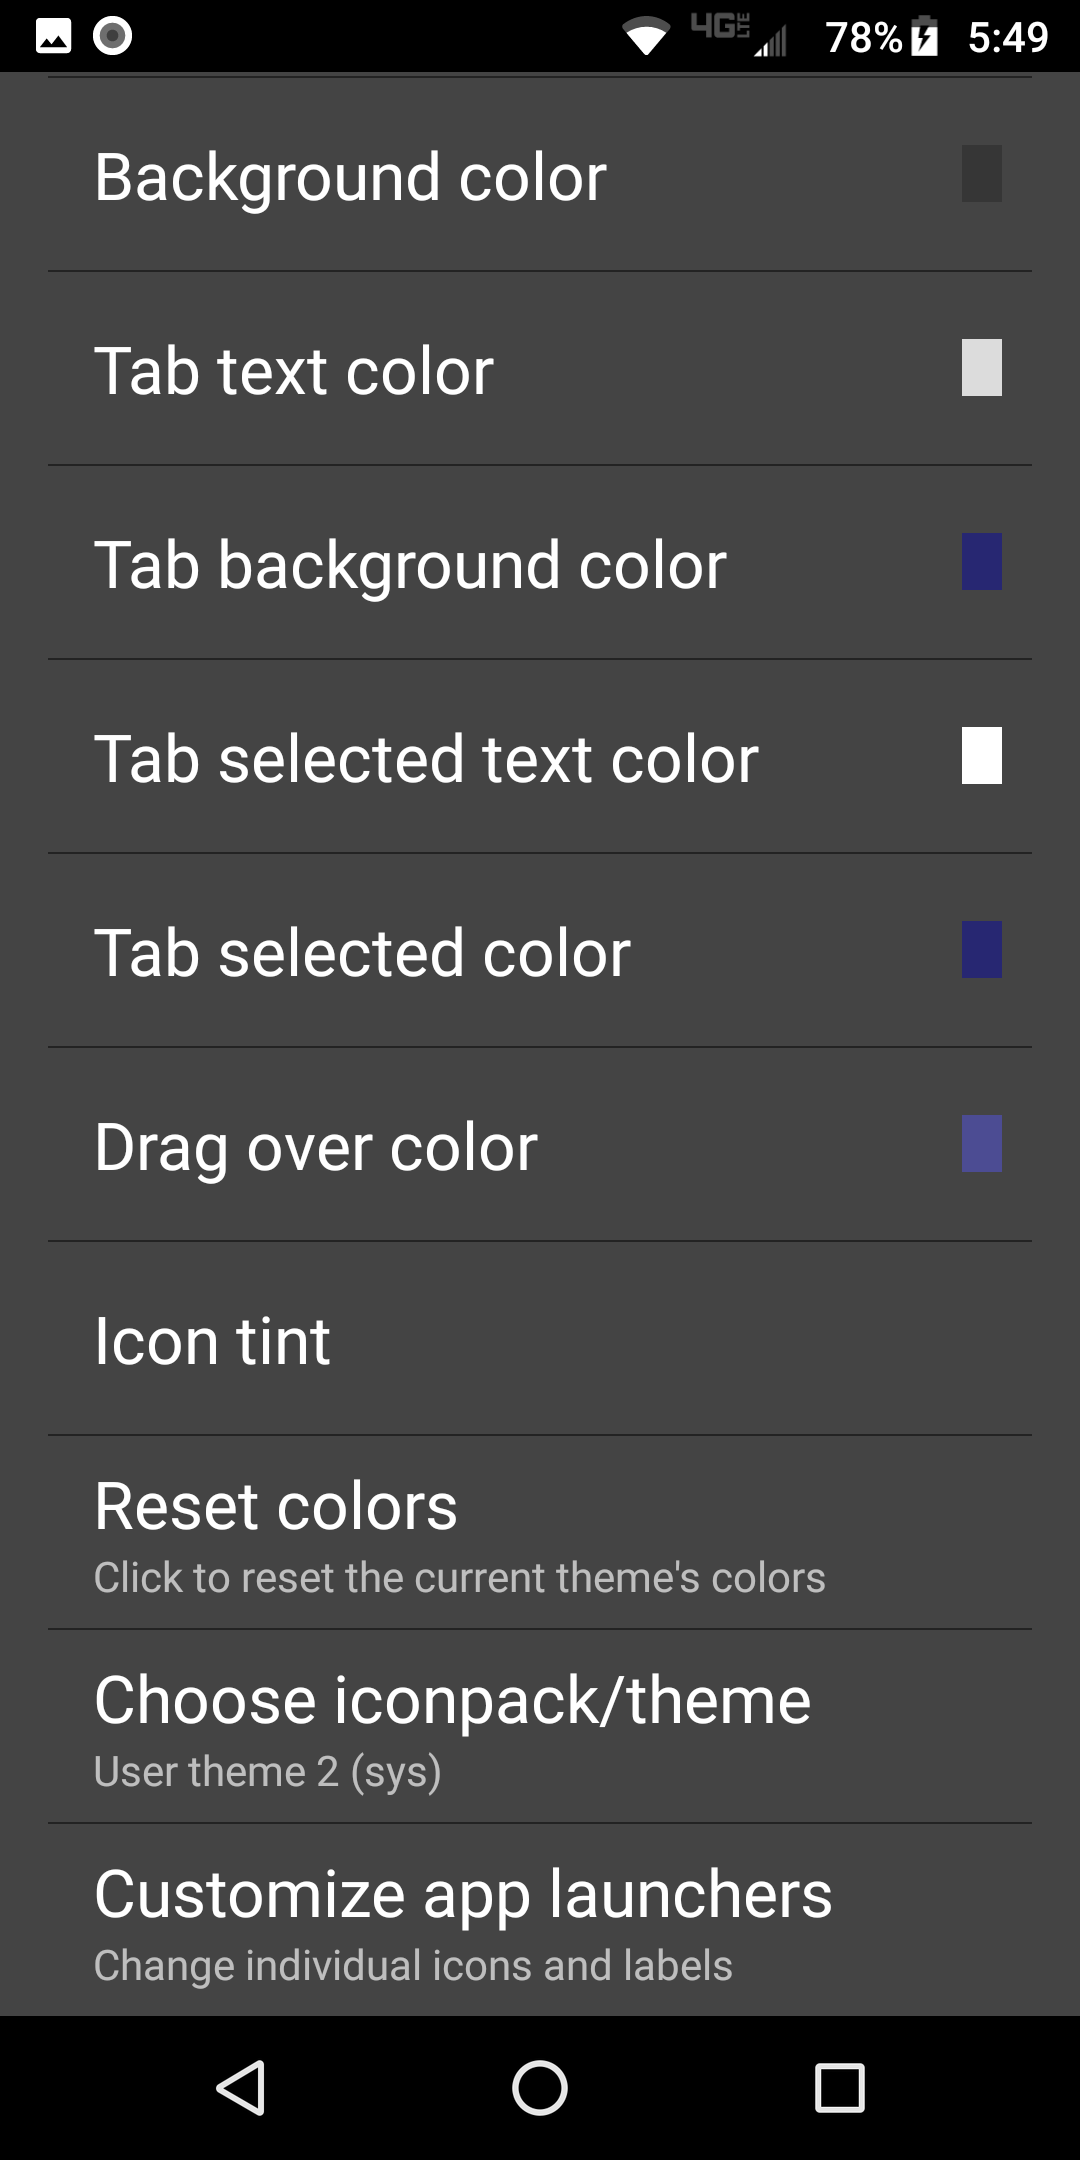 4G LTE 78% 5:49
Background color
Tab text color
Tab background color
Tab selected text color
Tab selected color
Drag over color
Icon tint
Reset colors
Click to reset the current theme's colors
Choose iconpack/theme
User theme 2 (sys)
Customize app launchers
Change individual icons and labels